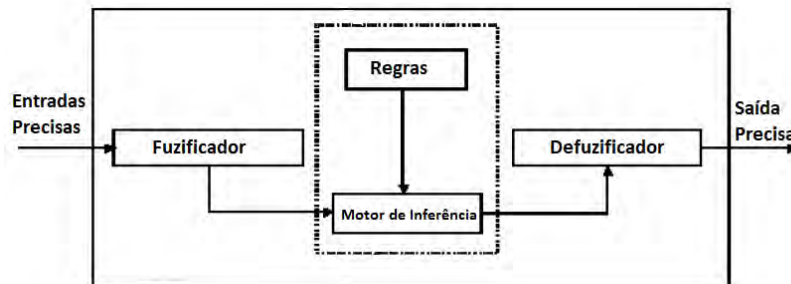 Regras
Entradas
Precisas
Fuzificador
Motor de Inferência
Defuzificador
Saída
Precisa